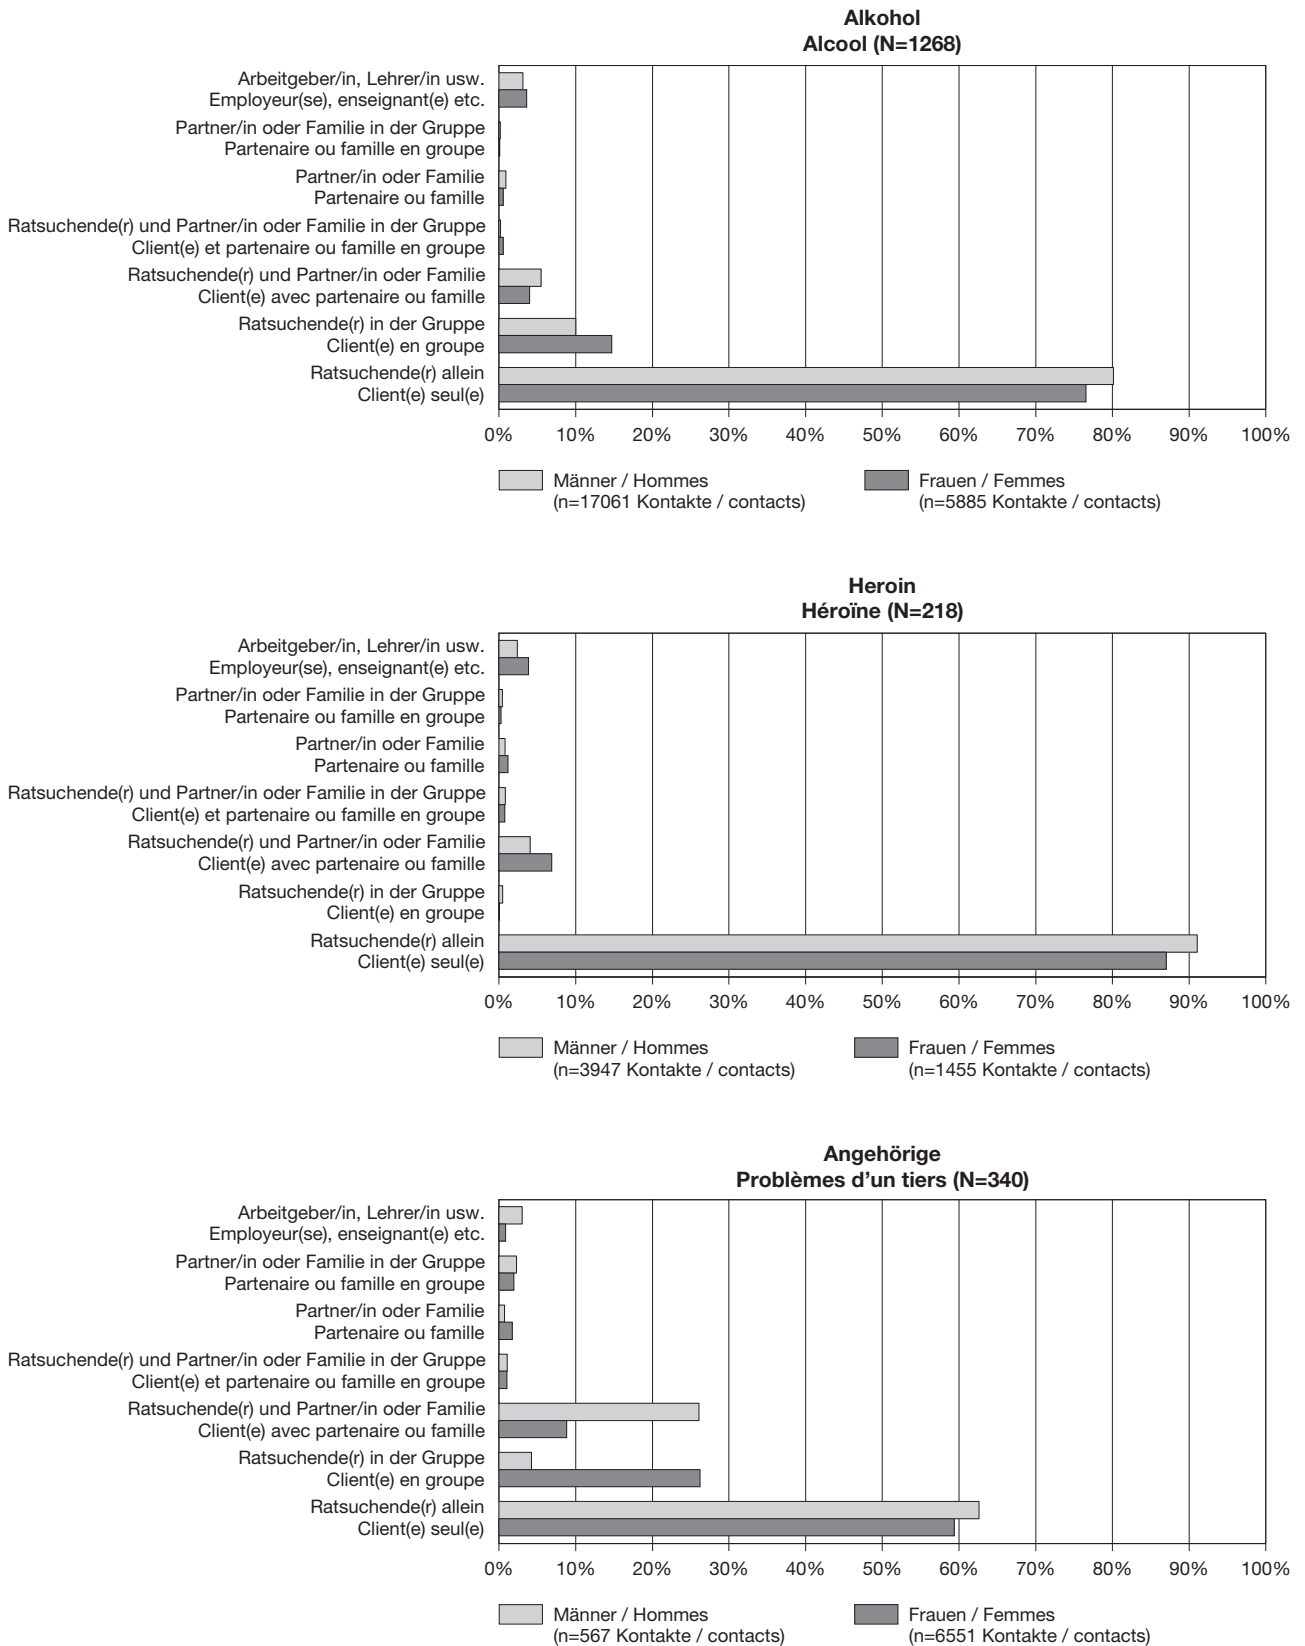 Alkohol
Alcool (N=1268)
Arbeitgeber/in, Lehrer/in usw.
Employeur(se), enseignant(e) etc.
Partner/in oder Familie in der Gruppe
Partenaire ou famille en groupe
Partner/in oder Familie
Partenaire ou famille
Ratsuchende(r) und Partner/in oder Familie in der Gruppe
Client(e) et partenaire ou famille en groupe
Ratsuchende(r) und Partner/in oder Familie
Client(e) avec partenaire ou famille
Ratsuchende(r) in der Gruppe
Client(e) en groupe
Ratsuchende(r) allein
Client(e) seul(e)
0% 10% 20% 30% 40% 50% 60% 70% 80% 90% 100%
Männer / Hommes
(n=17061 Kontakte / contacts)
Frauen / Femmes
(n=5885 Kontakte / contacts)
Heroin
Héroïne (N=218)
Arbeitgeber/in, Lehrer/in usw.
Employeur(se), enseignant(e) etc.
Partner/in oder Familie in der Gruppe
Partenaire ou famille en groupe
Partner/in oder Familie
Partenaire ou famille
Ratsuchende(r) und Partner/in oder Familie in der Gruppe
Client(e) et partenaire ou famille en groupe
Ratsuchende(r) und Partner/in oder Familie
Client(e) avec partenaire ou famille
Ratsuchende(r) in der Gruppe
Client(e) en groupe
Ratsuchende(r) allein
Client(e) seul(e)
0% 10% 20% 30% 40% 50% 60% 70% 80% 90% 100%
Männer / Hommes
(n=3947 Kontakte / contacts)
Frauen / Femmes
(n=1455 Kontakte / contacts)
Angehörige
Problèmes d'un tiers (N=340)
Arbeitgeber/in, Lehrer/in usw.
Employeur(se), enseignant(e) etc.
Partner/in oder Familie in der Gruppe
Partenaire ou famille en groupe
Partner/in oder Familie
Partenaire ou famille
Ratsuchende(r) und Partner/in oder Familie in der Gruppe
Client(e) et partenaire ou famille en groupe
Ratsuchende(r) und Partner/in oder Familie
Client(e) avec partenaire ou famille
Ratsuchende(r) in der Gruppe
Client(e) en groupe
Ratsuchende(r) allein
Client(e) seul(e)
0% 10% 20% 30% 40% 50% 60% 70% 80% 90% 100%
Männer / Hommes
(n=567 Kontakte / contacts)
Frauen / Femmes
(n=6551 Kontakte / contacts)